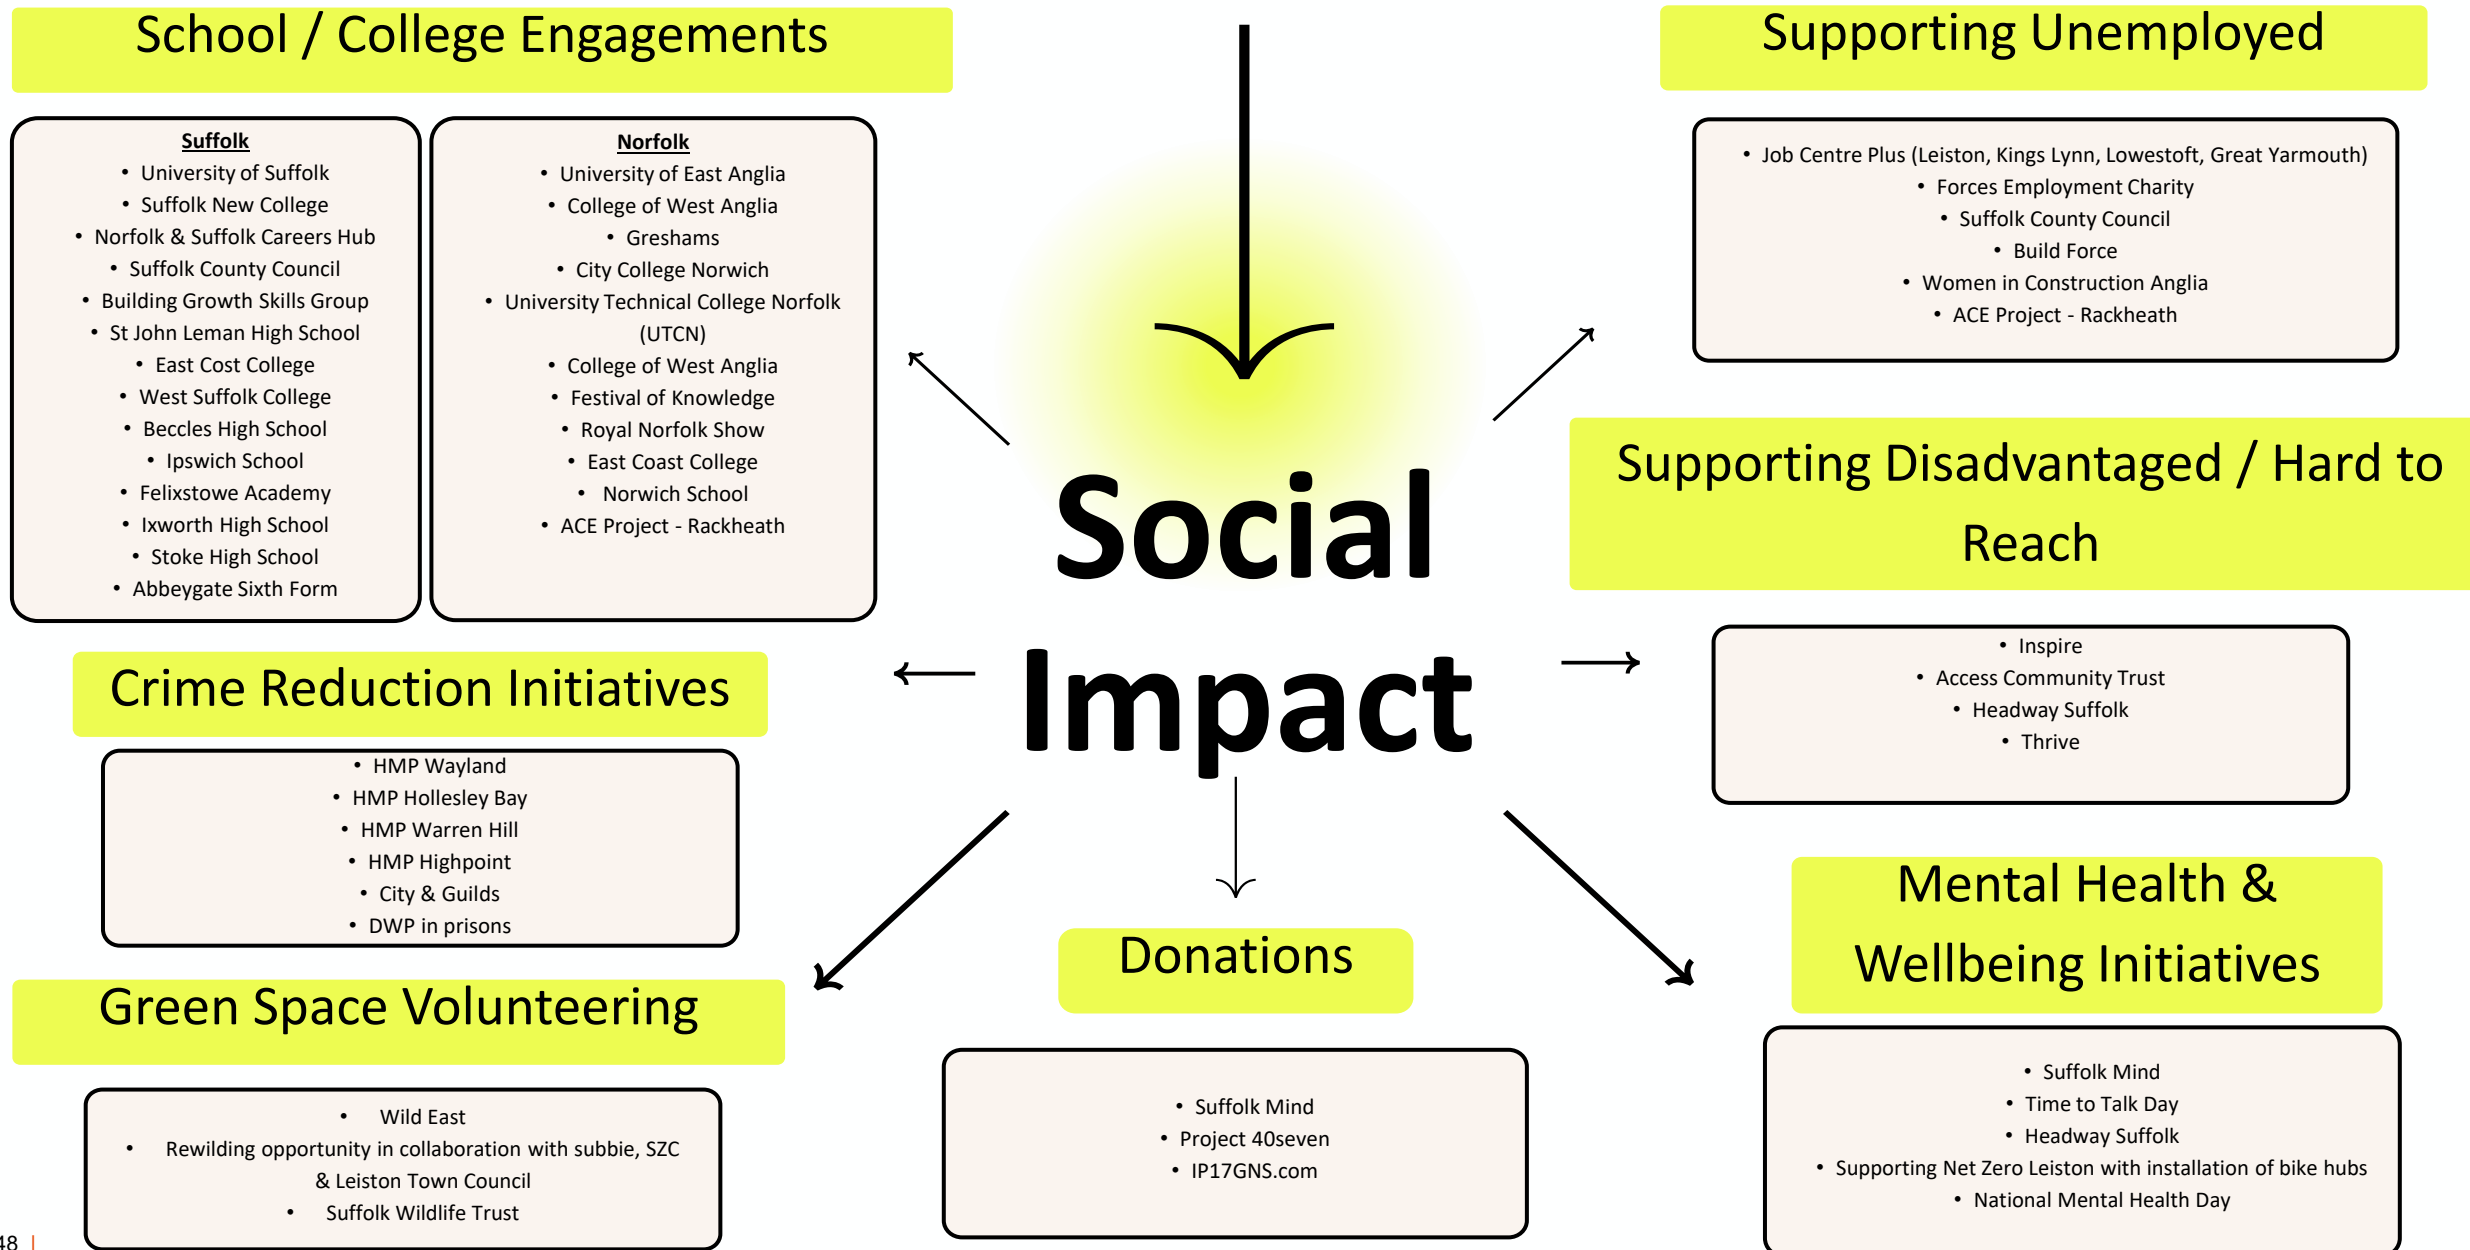 School / College Engagements
Suffolk
• University of Suffolk
• Suffolk New College
• Norfolk & Suffolk Careers Hub
• Suffolk County Council
• Building Growth Skills Group
• St John Leman High School
• East Cost College
• West Suffolk College
• Beccles High School
• Ipswich School
• Felixstowe Academy
• Ixworth High School
• Stoke High School
• Abbeygate Sixth Form
Norfolk
• University of East Anglia
• College of West Anglia
• Greshams
• City College Norwich
• University Technical College Norfolk
(UTCN)
• College of West Anglia
• Festival of Knowledge
• Royal Norfolk Show
• East Coast College
• Norwich School
• ACE Project - Rackheath
Supporting Unemployed
• Job Centre Plus (Leiston, Kings Lynn, Lowestoft, Great Yarmouth)
• Forces Employment Charity
• Suffolk County Council
• Build Force
• Women in Construction Anglia
• ACE Project - Rackheath
Social
Impact
Supporting Disadvantaged / Hard to
Reach
• Inspire
• Access Community Trust
• Headway Suffolk
• Thrive
Crime Reduction Initiatives
• HMP Wayland
• HMP Hollesley Bay
• HMP Warren Hill
• HMP Highpoint
• City & Guilds
• DWP in prisons
Green Space Volunteering
• Wild East
• Rewilding opportunity in collaboration with subbie, SZC
& Leiston Town Council
• Suffolk Wildlife Trust
Donations
• Suffolk Mind
• Project 40seven
• IP17GNS.com
Mental Health &
Wellbeing Initiatives
• Suffolk Mind
• Time to Talk Day
• Headway Suffolk
• Supporting Net Zero Leiston with installation of bike hubs
• National Mental Health Day
48 |